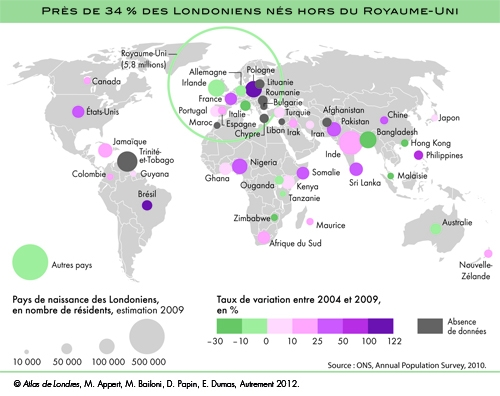 Près de 34 % des Londoniens nés hors du Royaume-Uni
Royaume-Uni
(5,8 millions)
Allemagne
Pologne
Irlande
Lituanie
Roumanie
Bulgarie
France
Portugal
Italie
Turquie
Maroc
Espagne
Chypre
Liban
Irak
Iran
Afghanistan
Pakistan
Chine
Japon
Bangladesh
Hong Kong
Philippines
Inde
Sri Lanka
Malaisie
Canada
États-Unis
Jamaïque
Trinité-
et-Tobago
Colombie
Guyana
Brésil
Ghana
Nigeria
Somalie
Ouganda
Kenya
Tanzanie
Zimbabwe
Maurice
Afrique du Sud
Australie
Nouvelle-
Zélande
Autres pays
Pays de naissance des Londoniens,
en nombre de résidents, estimation 2009
10 000
50 000
100 000
500 000
Taux de variation entre 2004 et 2009,
en %
-30
-10
0
10
25
50
100
122
Absence
de données
Source : ONS, Annual Population Survey, 2010.
© Atlas de Londres, M. Appert, M. Bailoni, D. Papin, E. Dumas, Autrement 2012.